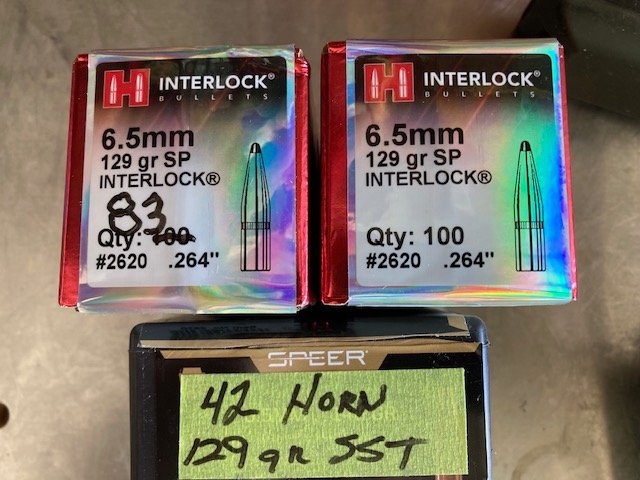 INTERLOCK®
BULLETS
6.5mm
129 gr SP
INTERLOCK®
83
Qty: 100
#2620 .264"
INTERLOCK®
BULLETS
6.5mm
129 gr SP
INTERLOCK®
Qty: 100
#2620 .264"
SPEER
42 HORN
129 gr SST